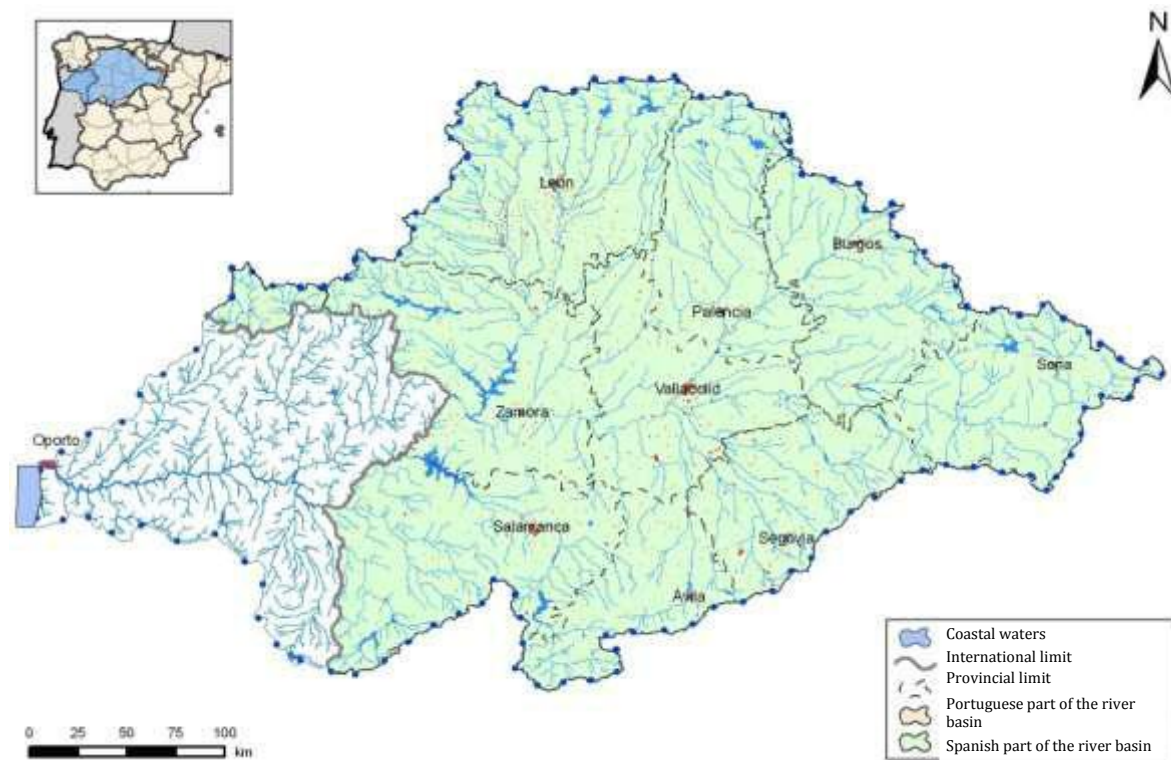 N
León
Burgos
Palencia
Soria
Valladolid
Zamora
Oporto
Salamanca
Segovia
Ávila
Coastal waters
International limit
Provincial limit
Portuguese part of the river
basin
Spanish part of the river basin
0 25 50 75 100
km